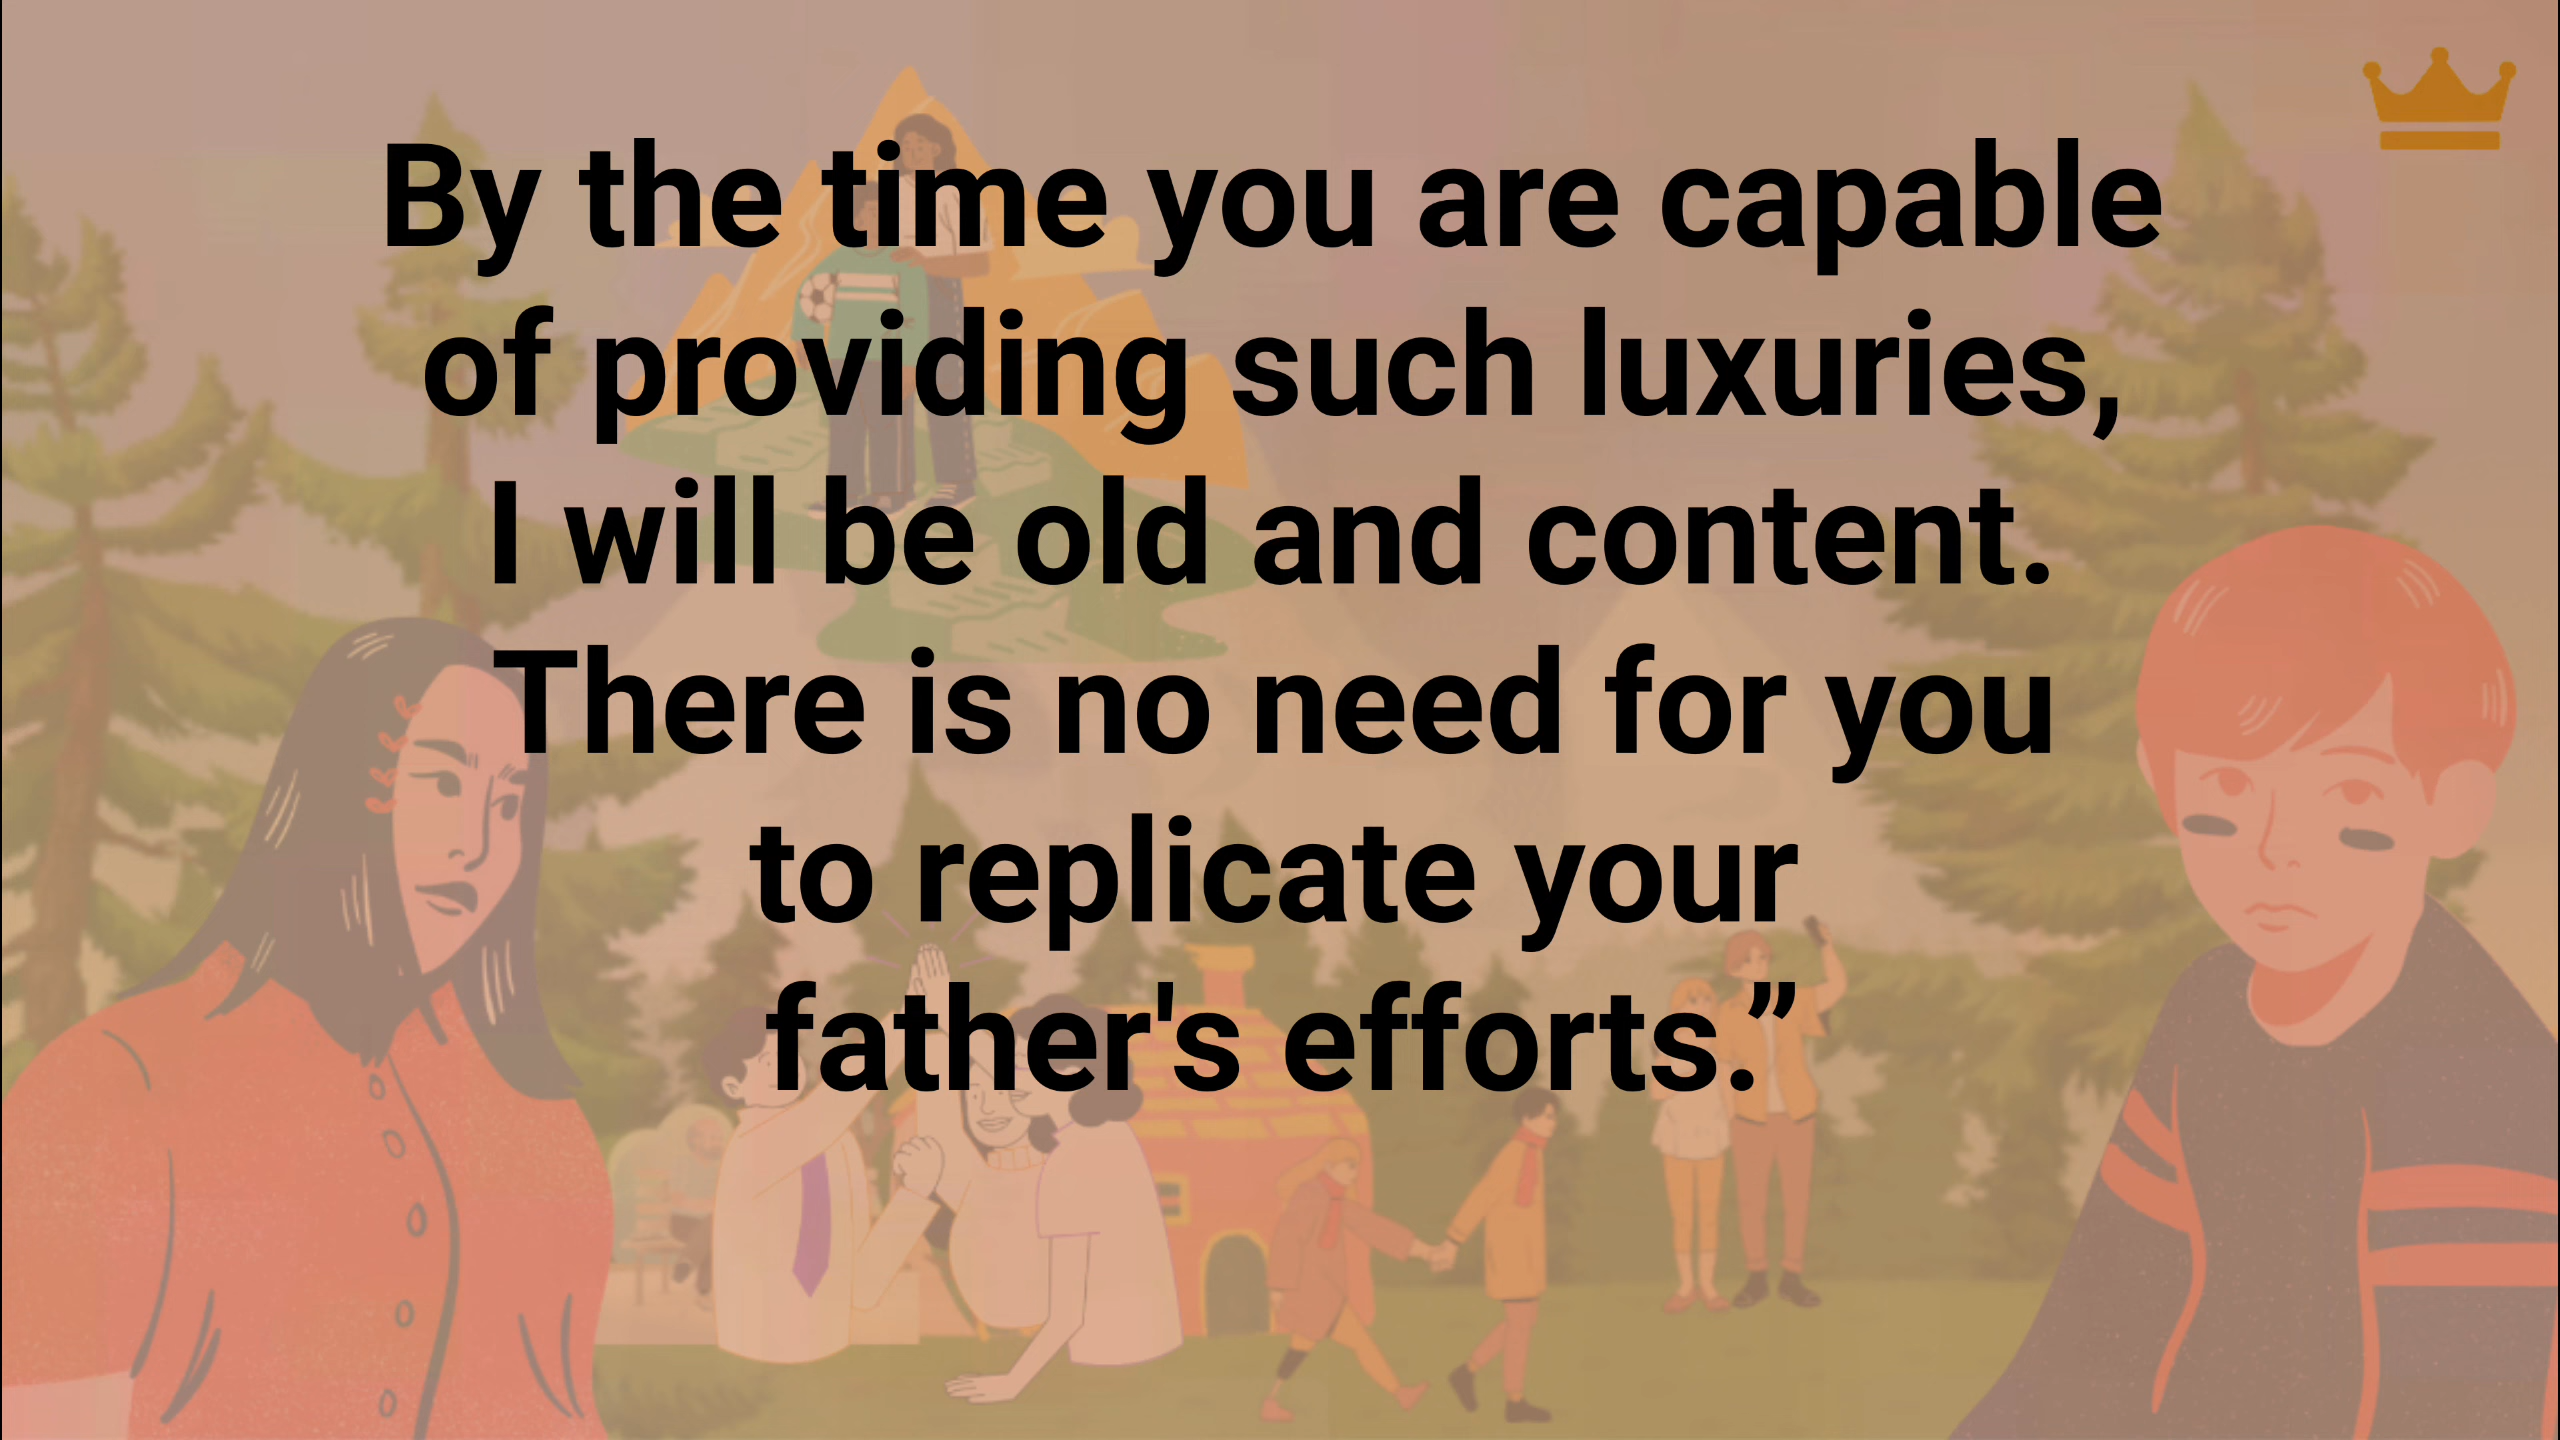 By the time you are capable
of providing such luxuries,
I will be old and content.
There is no need for you
to replicate your
father's efforts.”